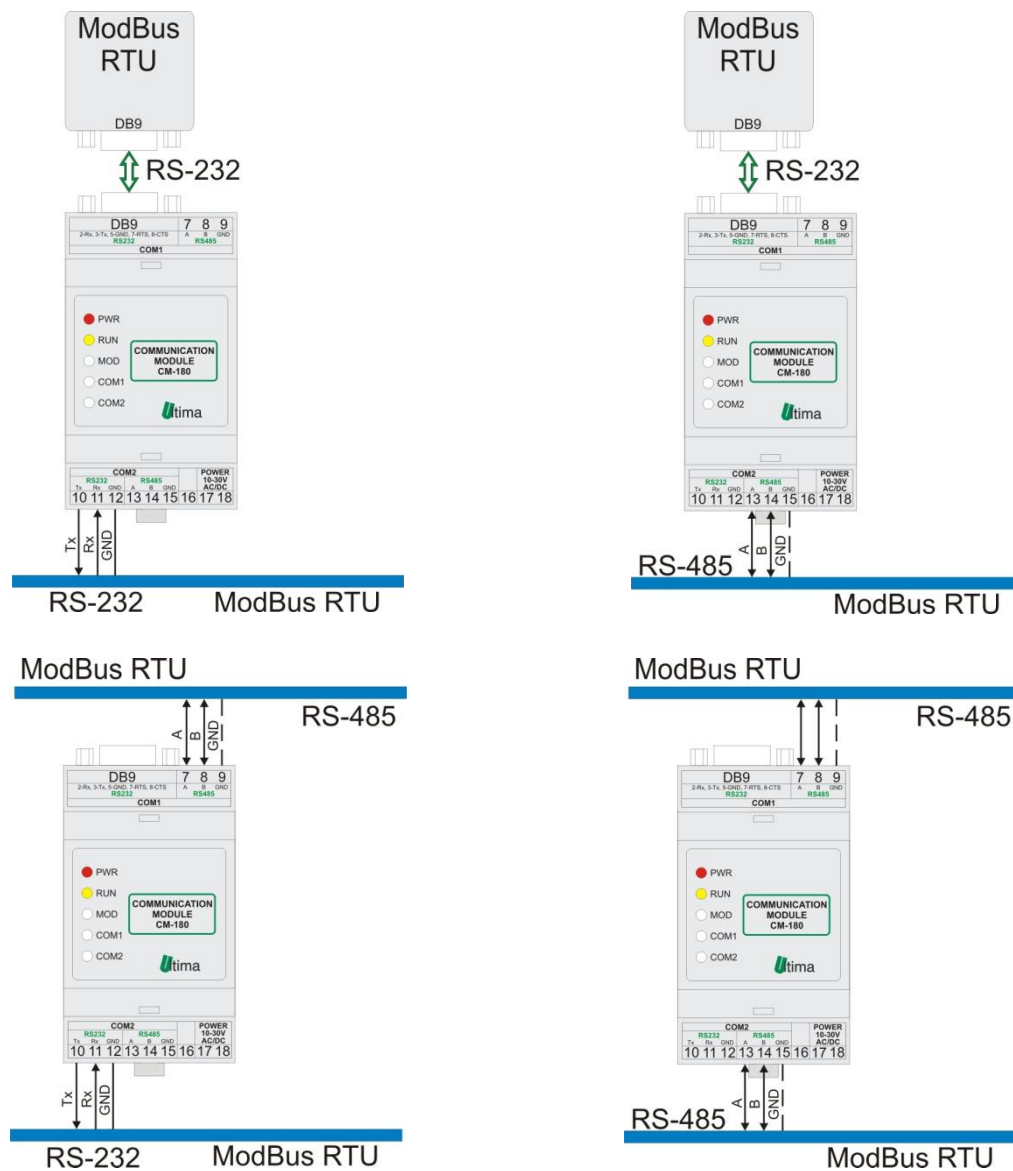 ModBus
RTU
DB9
RS-232
DB9 7 8 9
2-Rx, 3-Tx, 5-GND, 7-RTS, 8-CTS A B GND
RS232 RS485
COM1
PWR
RUN
MOD
COM1
COM2
COMMUNICATION
MODULE
CM-180
Ultima
COM2 POWER
RS232 RS485 10-30V
Tx Rx GND A B GND AC/DC
10 11 12 13 14 15 16 17 18
Tx
Rx
GND
RS-232 ModBus RTU
ModBus
RTU
DB9
RS-232
DB9 7 8 9
2-Rx, 3-Tx, 5-GND, 7-RTS, 8-CTS A B GND
RS232 RS485
COM1
PWR
RUN
MOD
COM1
COM2
COMMUNICATION
MODULE
CM-180
Ultima
COM2 POWER
RS232 RS485 10-30V
Tx Rx GND A B GND AC/DC
10 11 12 13 14 15 16 17 18
A
B
GND
RS-485
ModBus RTU
ModBus RTU
RS-485
A
B
GND
DB9 7 8 9
2-Rx, 3-Tx, 5-GND, 7-RTS, 8-CTS A B GND
RS232 RS485
COM1
PWR
RUN
MOD
COM1
COM2
COMMUNICATION
MODULE
CM-180
Ultima
COM2 POWER
RS232 RS485 10-30V
Tx Rx GND A B GND AC/DC
10 11 12 13 14 15 16 17 18
Tx
Rx
GND
RS-232 ModBus RTU
ModBus RTU
RS-485
DB9 7 8 9
2-Rx, 3-Tx, 5-GND, 7-RTS, 8-CTS A B GND
RS232 RS485
COM1
PWR
RUN
MOD
COM1
COM2
COMMUNICATION
MODULE
CM-180
Ultima
COM2 POWER
RS232 RS485 10-30V
Tx Rx GND A B GND AC/DC
10 11 12 13 14 15 16 17 18
A
B
GND
RS-485
ModBus RTU